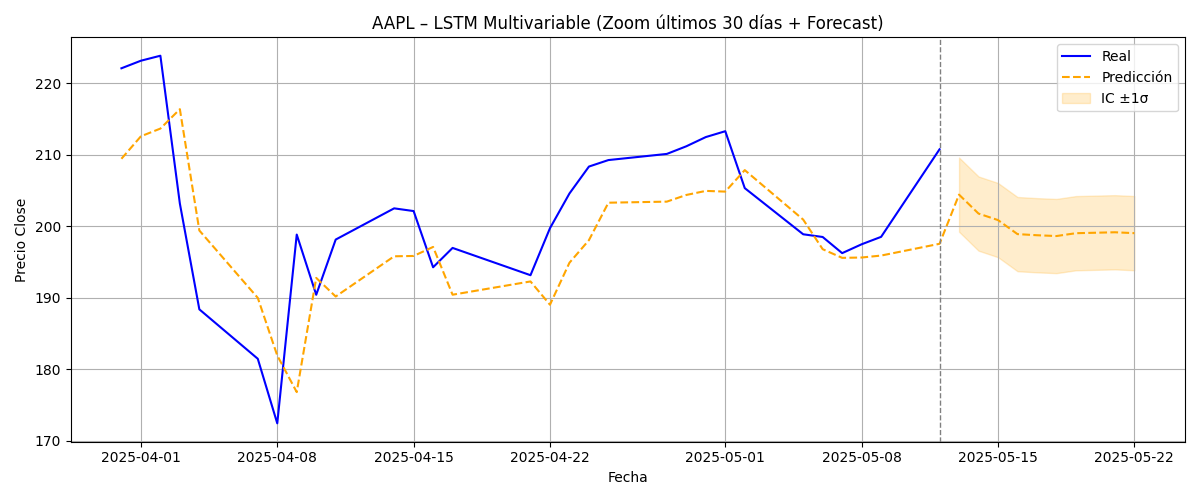 AAPL – LSTM Multivariable (Zoom últimos 30 días + Forecast)
Real
Predicción
IC ±1σ
Precio Close
220
210
200
190
180
170
2025-04-01
2025-04-08
2025-04-15
2025-04-22
2025-05-01
2025-05-08
2025-05-15
2025-05-22
Fecha